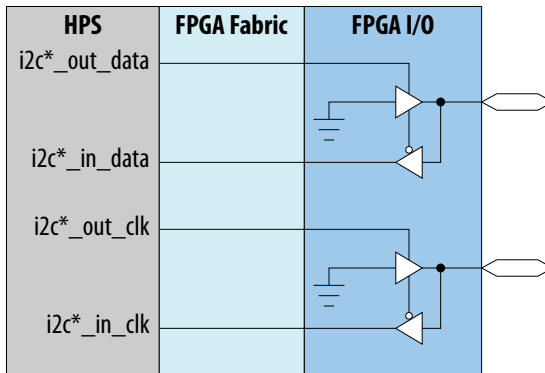 HPS FPGA Fabric FPGA I/O
i2c*_out_data
i2c*_in_data
i2c*_out_clk
i2c*_in_clk